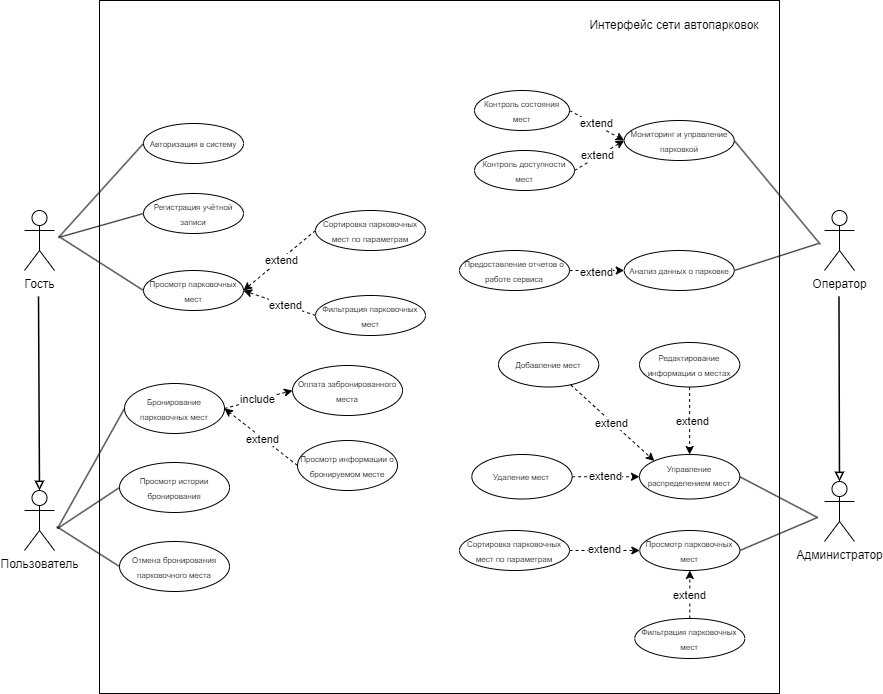 Интерфейс сети автопарковок
Авторизация в систему
Регистрация учётной
записи
Просмотр парковочных
мест
Сортировка парковочных
мест по параметрам
extend
extend
Фильтрация парковочных
мест
Гость
Контроль состояния
мест
extend
Мониторинг и управление
парковкой
extend
Контроль доступности
мест
Предоставление отчетов о
работе сервиса
extend
Анализ данных о парковке
Оператор
Бронирование
парковочных мест
include
Оплата забронированного
места
extend
Просмотр информации о
бронируемом месте
Просмотр истории
бронирования
Отмена бронирования
парковочного места
Пользователь
Добавление мест
Редактирование
информации о местах
extend
extend
Удаление мест
extend
Управление
распределением мест
Сортировка парковочных
мест по параметрам
extend
Просмотр парковочных
мест
extend
Фильтрация парковочных
мест
Администратор